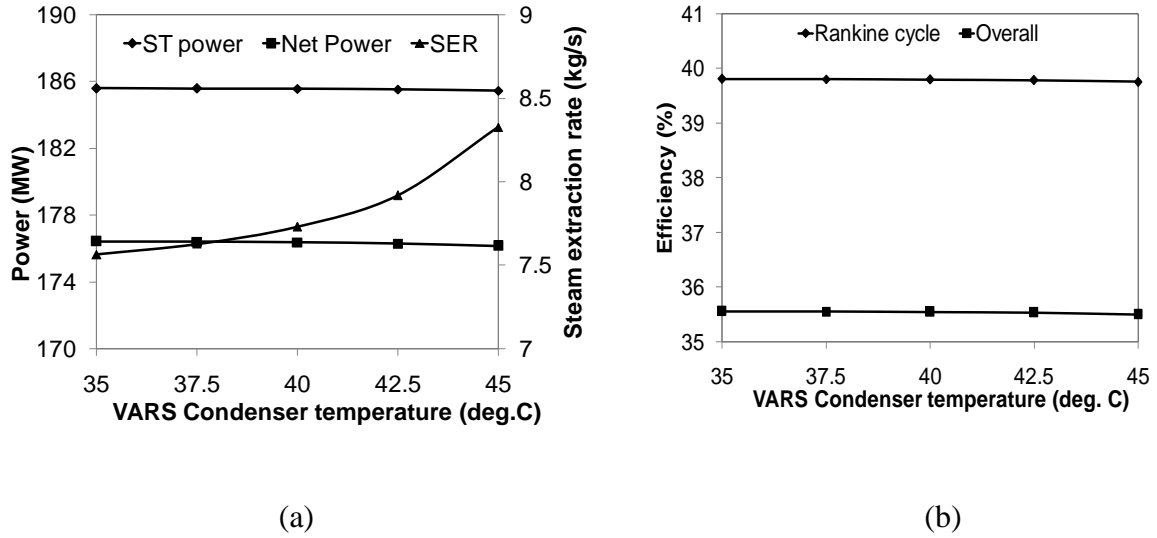 190
186
182
178
174
170
Power (MW)
ST power Net Power SER
9
8.5
8
7.5
7
Steam extraction rate (kg/s)
35 37.5 40 42.5 45
VARS Condenser temperature (deg.C)
(a)
41
40
39
38
37
36
35
Efficiency (%)
Rankine cycle Overall
35 37.5 40 42.5 45
VARS Condenser temperature (deg. C)
(b)